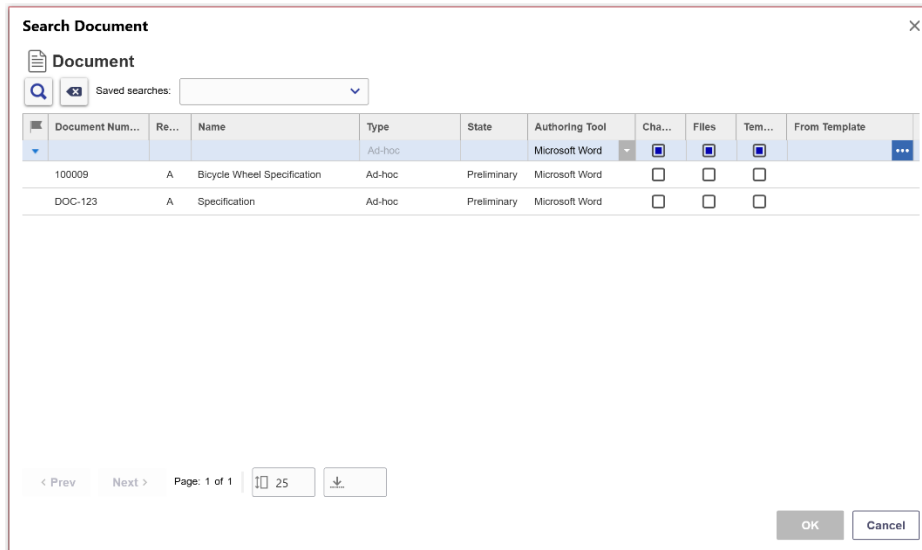 Search Document
Document
Saved searches:
Document Num... Re... Name Type State Authoring Tool Cha... Files Tem... From Template
Ad-hoc Microsoft Word
100009 A Bicycle Wheel Specification Ad-hoc Preliminary Microsoft Word
DOC-123 A Specification Ad-hoc Preliminary Microsoft Word
< Prev Next > Page: 1 of 1 25
OK Cancel